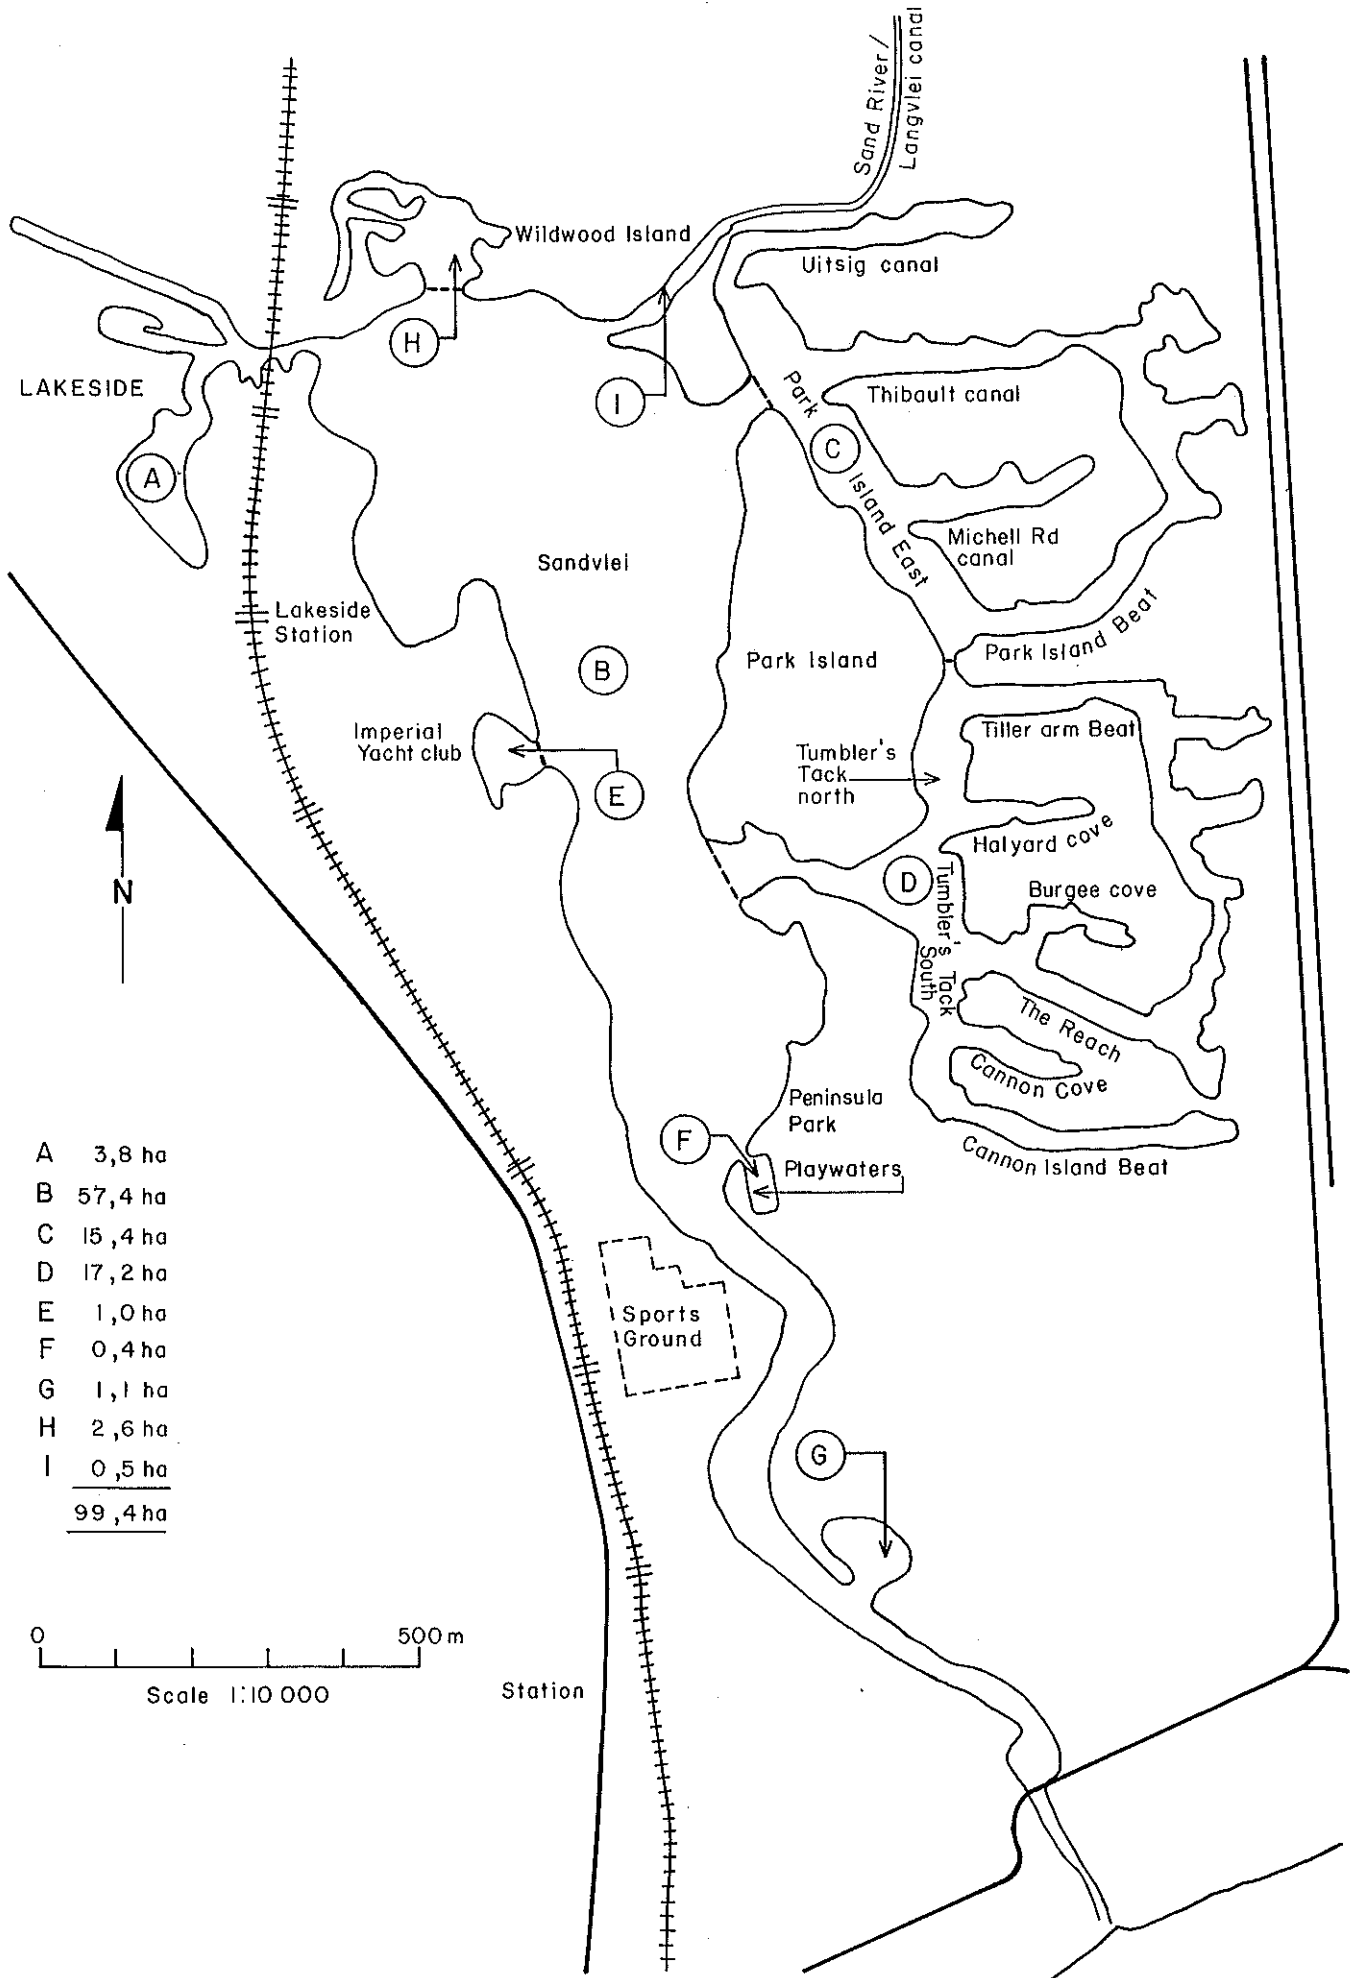 Sand River/
Langvlei canal
Wildwood Island
Uitsig canal
H
LAKESIDE
I
Park Island East
Thibault canal
C
A
Michell Rd
canal
Sandvlei
Lakeside
Station
Park Island Beat
B
Park Island
Imperial
Yacht club
Tiller arm Beat
Tumbler's
Tack
north
E
Halyard cove
N
D
Tumbler's Tack
South
Burgee cove
The Reach
Cannon Cove
Peninsula
Park
F
Playwaters
Cannon Island Beat
A 3,8 ha
B 57,4 ha
C 15,4 ha
D 17,2 ha
E 1,0 ha
F 0,4 ha
G 1,1 ha
H 2,6 ha
I 0,5 ha
99,4 ha
Sports
Ground
G
0 500 m
Scale 1:10 000
Station